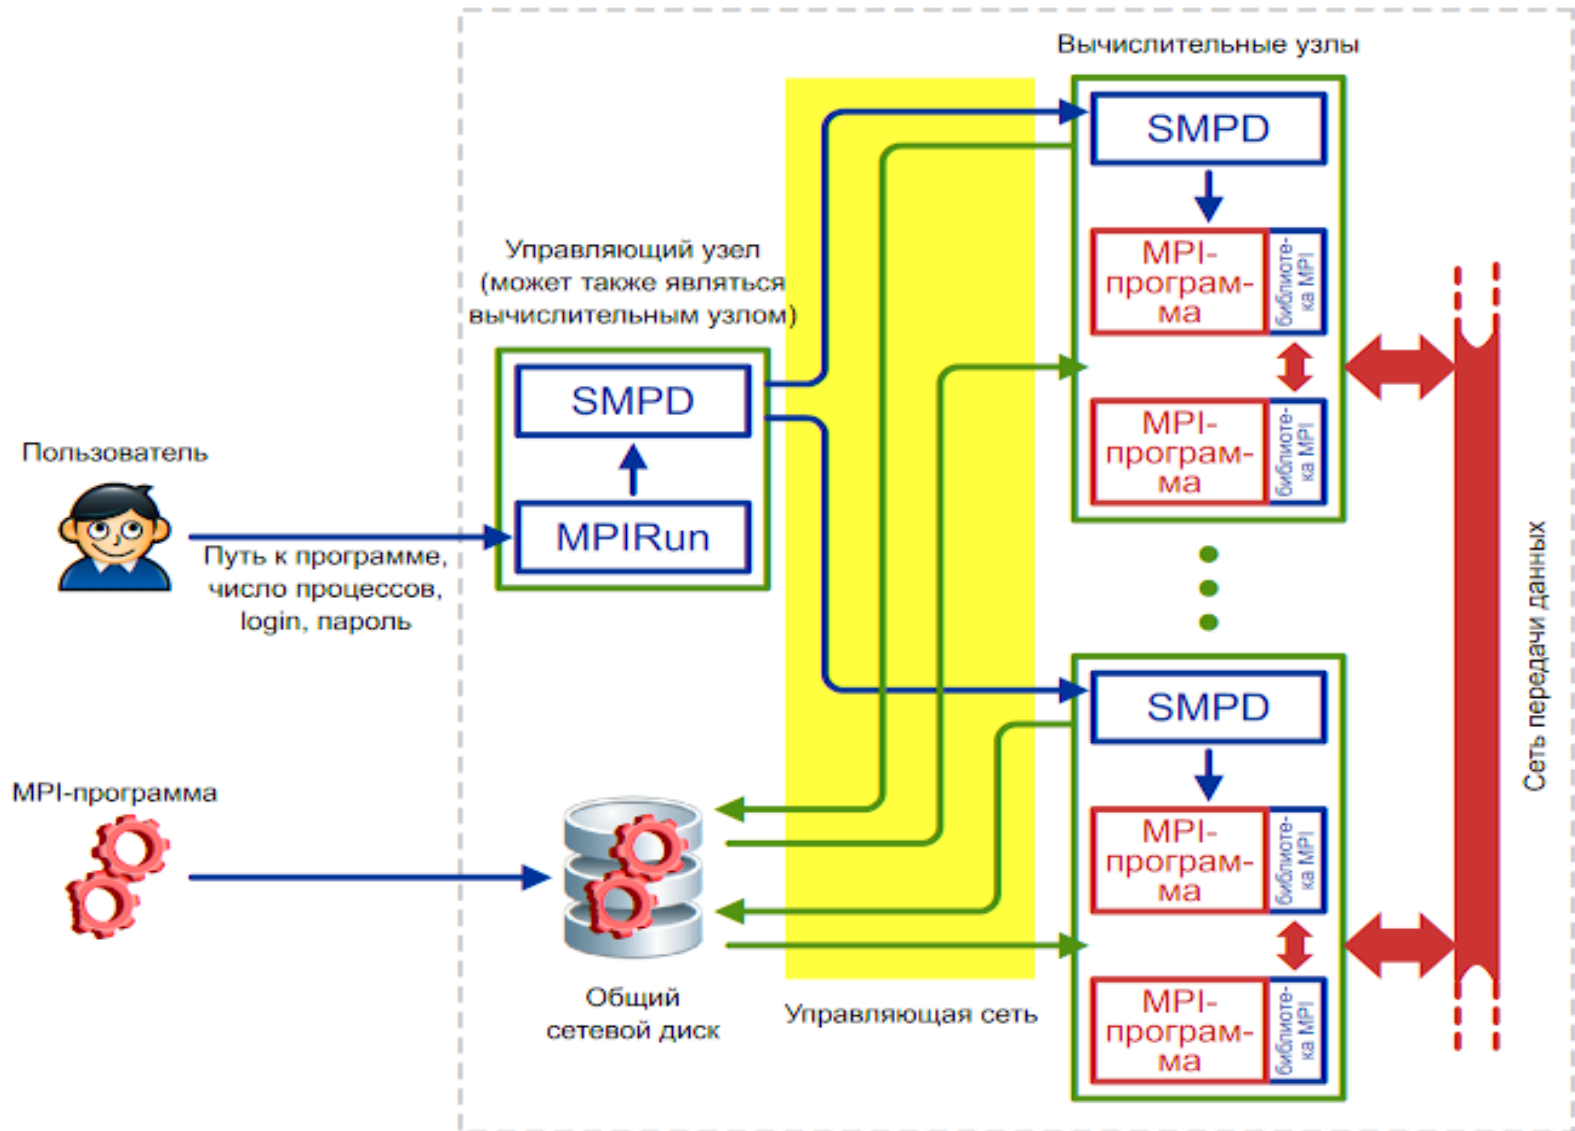 Вычислительные узлы
SMPD
MPI-
програм-
ма
библиоте-
ка MPI
MPI-
програм-
ма
библиоте-
ка MPI
Управляющий узел
(может также являться
вычислительным узлом)
SMPD
MPIRun
Пользователь
Путь к программе,
число процессов,
login, пароль
SMPD
MPI-
програм-
ма
библиоте-
ка MPI
MPI-
програм-
ма
библиоте-
ка MPI
Сеть передачи данных
MPI-программа
Общий
сетевой диск
Управляющая сеть